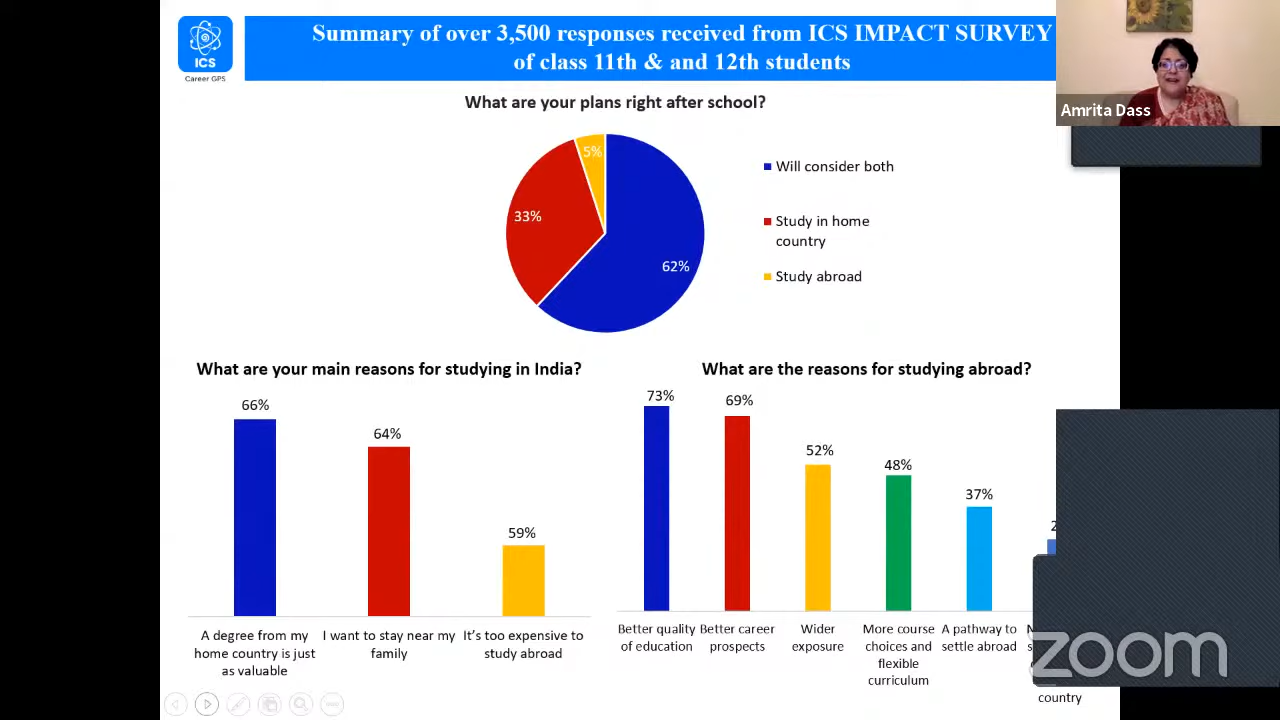 ICS
Career GPS
Summary of over 3,500 responses received from ICS IMPACT SURVEY
of class 11th & and 12th students
Amrita Dass
What are your plans right after school?
5%
33%
62%
Will consider both
Study in home
country
Study abroad
What are your main reasons for studying in India?
66%
64%
59%
A degree from my
home country is just
as valuable
I want to stay near my
family
It's too expensive to
study abroad
What are the reasons for studying abroad?
73%
69%
52%
48%
37%
Better quality
of education
Better career
prospects
Wider
exposure
More course
choices and
flexible
curriculum
A pathway to
settle abroad
country
zoom